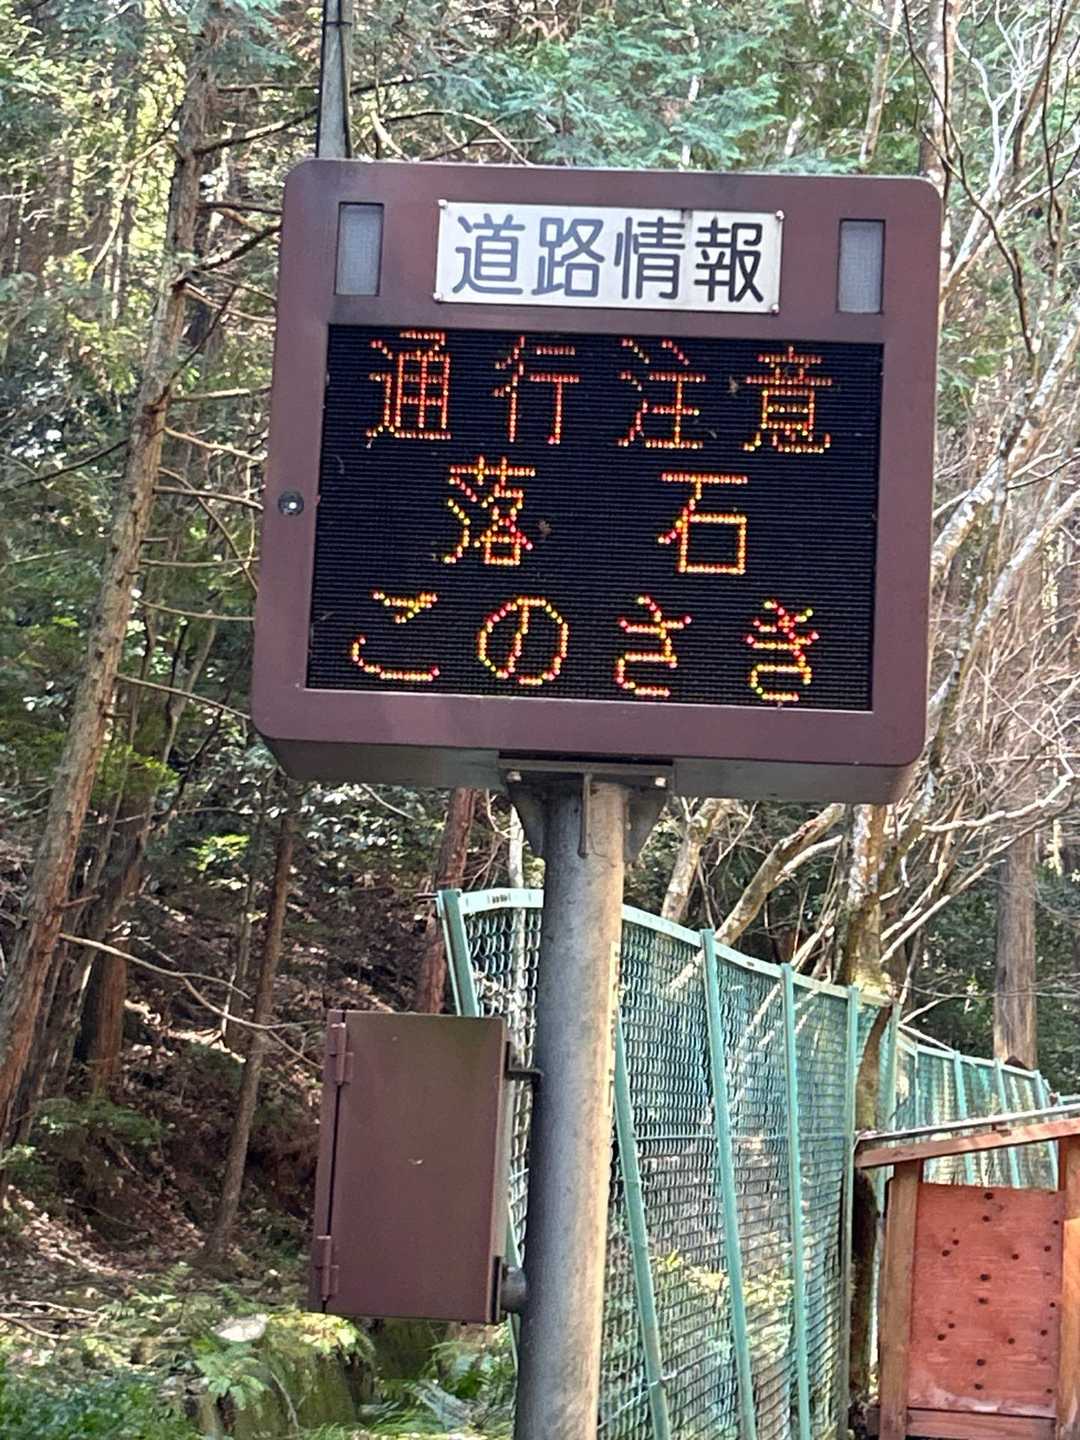 道路情報
通行注意
落石
このさき